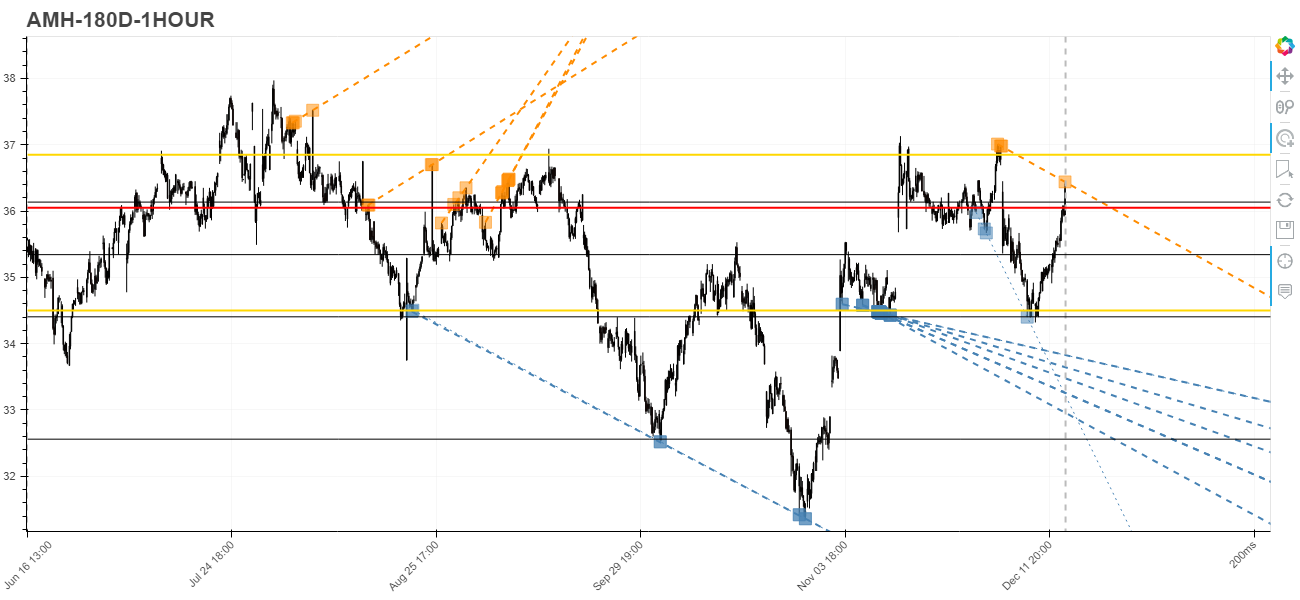 AMH-180D-1HOUR
38
37
36
35
34
33
32
Jun 16 13:00
Jul 24 18:00
Aug 25 17:00
Sep 29 19:00
Nov 03 18:00
Dec 11 20:00
200ms